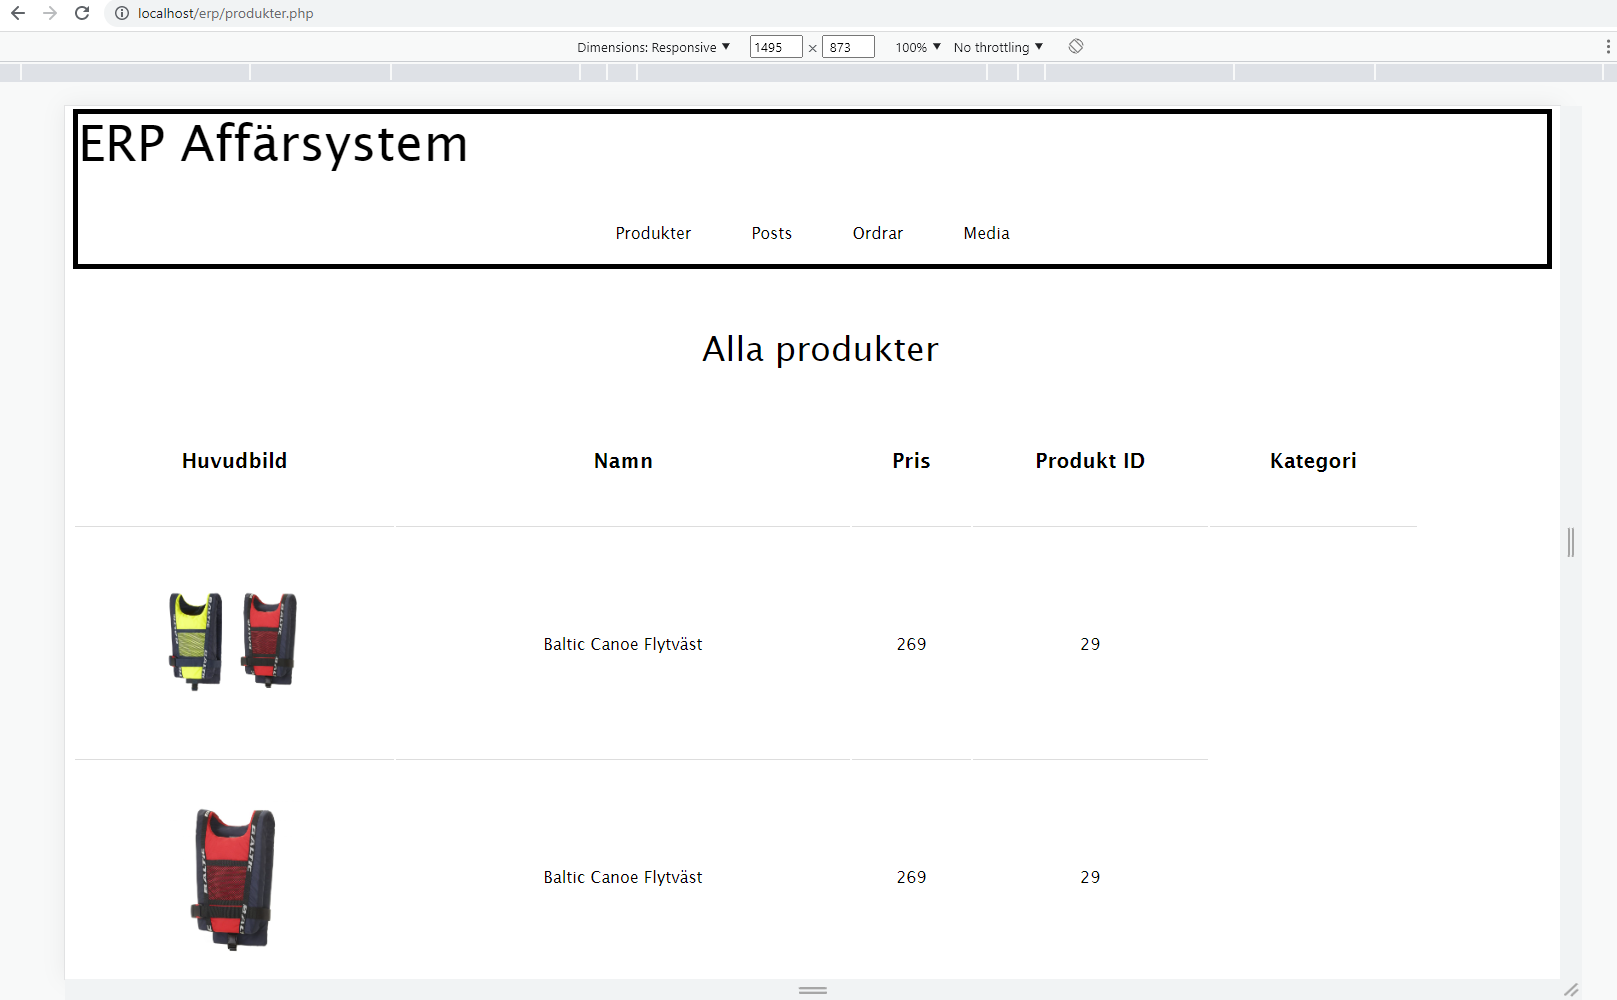 localhost/erp/produkter.php
Dimensions: Responsive ▼ 1495 × 873 100% ▼ No throttling ▼
ERP Affärsystem
Produkter Posts Ordrar Media
Alla produkter
Huvudbild Namn Pris Produkt ID Kategori
Baltic Canoe Flytväst 269 29
BALTIC
Baltic Canoe Flytväst 269 29